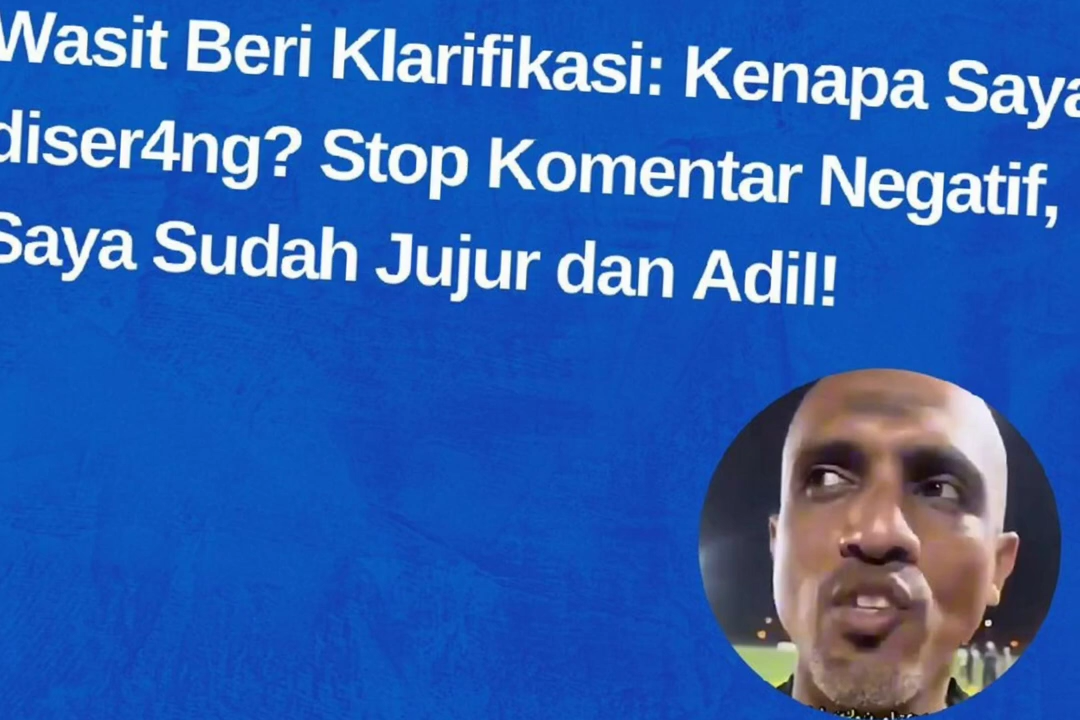 Wasit Beri Klarifikasi: Kenapa Saya
diser4ng? Stop Komentar Negatif,
Saya Sudah Jujur dan Adil!